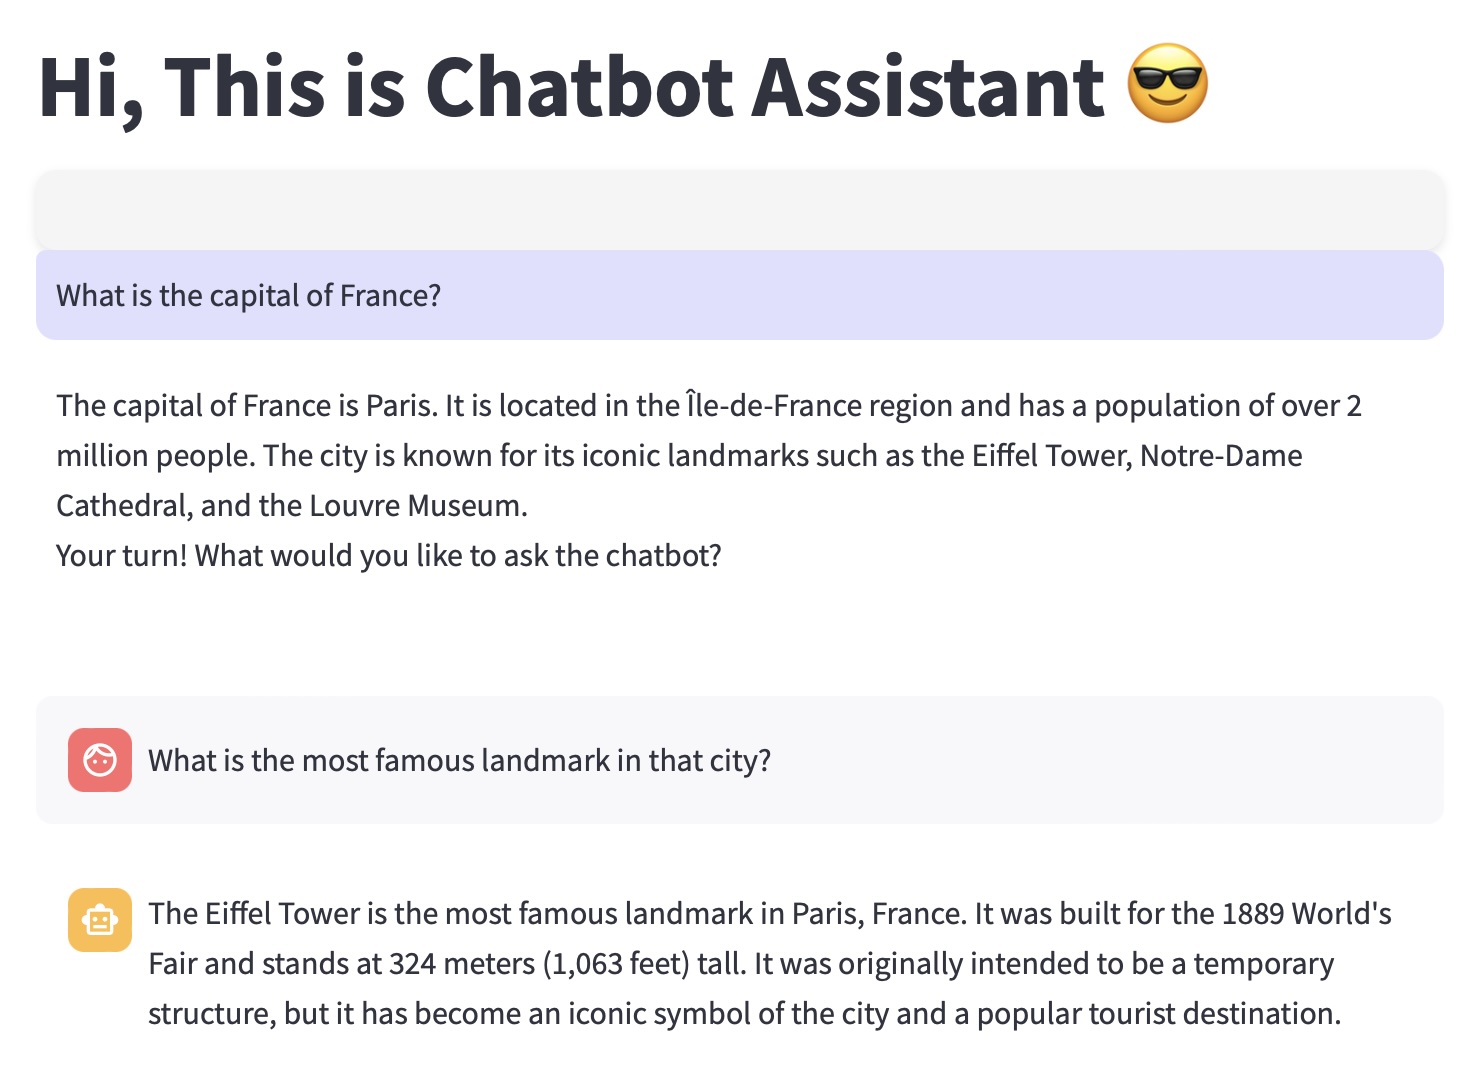 Hi, This is Chatbot Assistant 😎
What is the capital of France?
The capital of France is Paris. It is located in the Île-de-France region and has a population of over 2
million people. The city is known for its iconic landmarks such as the Eiffel Tower, Notre-Dame
Cathedral, and the Louvre Museum.
Your turn! What would you like to ask the chatbot?
What is the most famous landmark in that city?
The Eiffel Tower is the most famous landmark in Paris, France. It was built for the 1889 World's
Fair and stands at 324 meters (1,063 feet) tall. It was originally intended to be a temporary
structure, but it has become an iconic symbol of the city and a popular tourist destination.